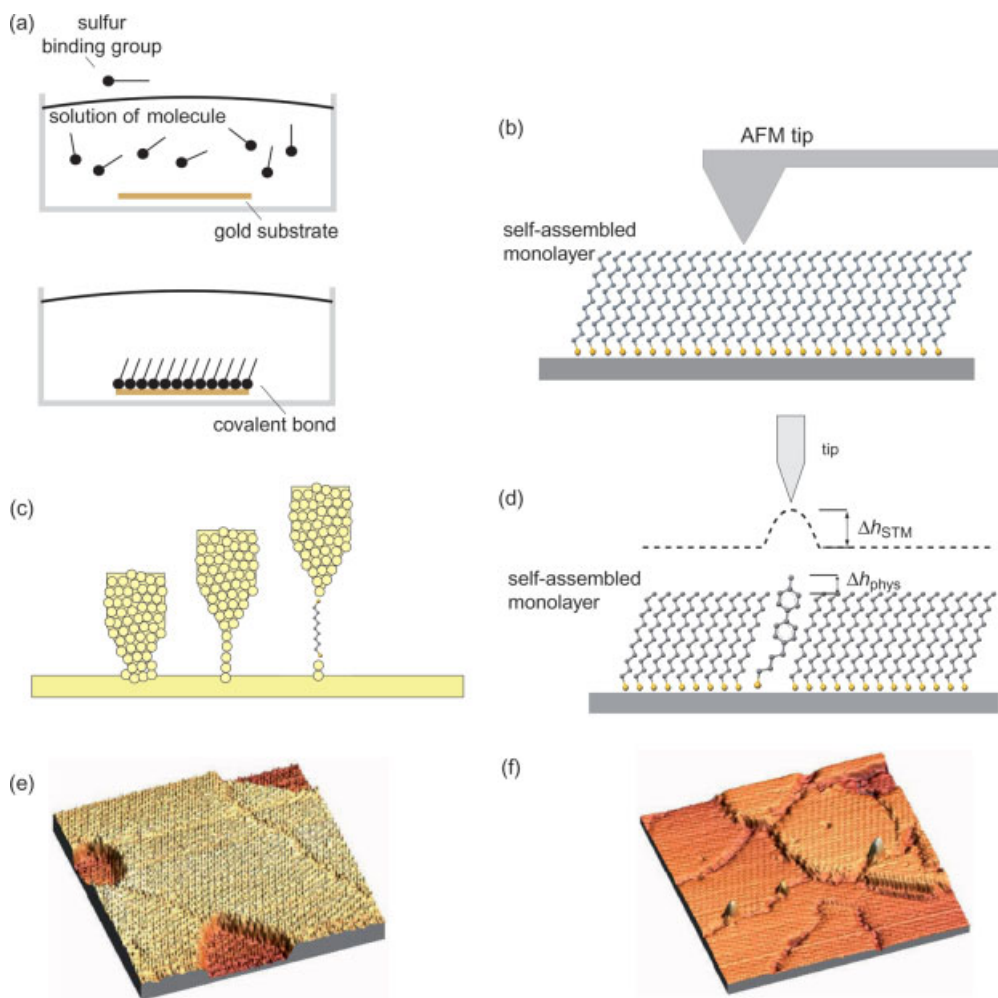 (a)
sulfur
binding group
solution of molecule
gold substrate
covalent bond
(b)
AFM tip
self-assembled
monolayer
(c)
(d)
tip
ΔhSTM
self-assembled
monolayer
Δhphys
(e)
(f)